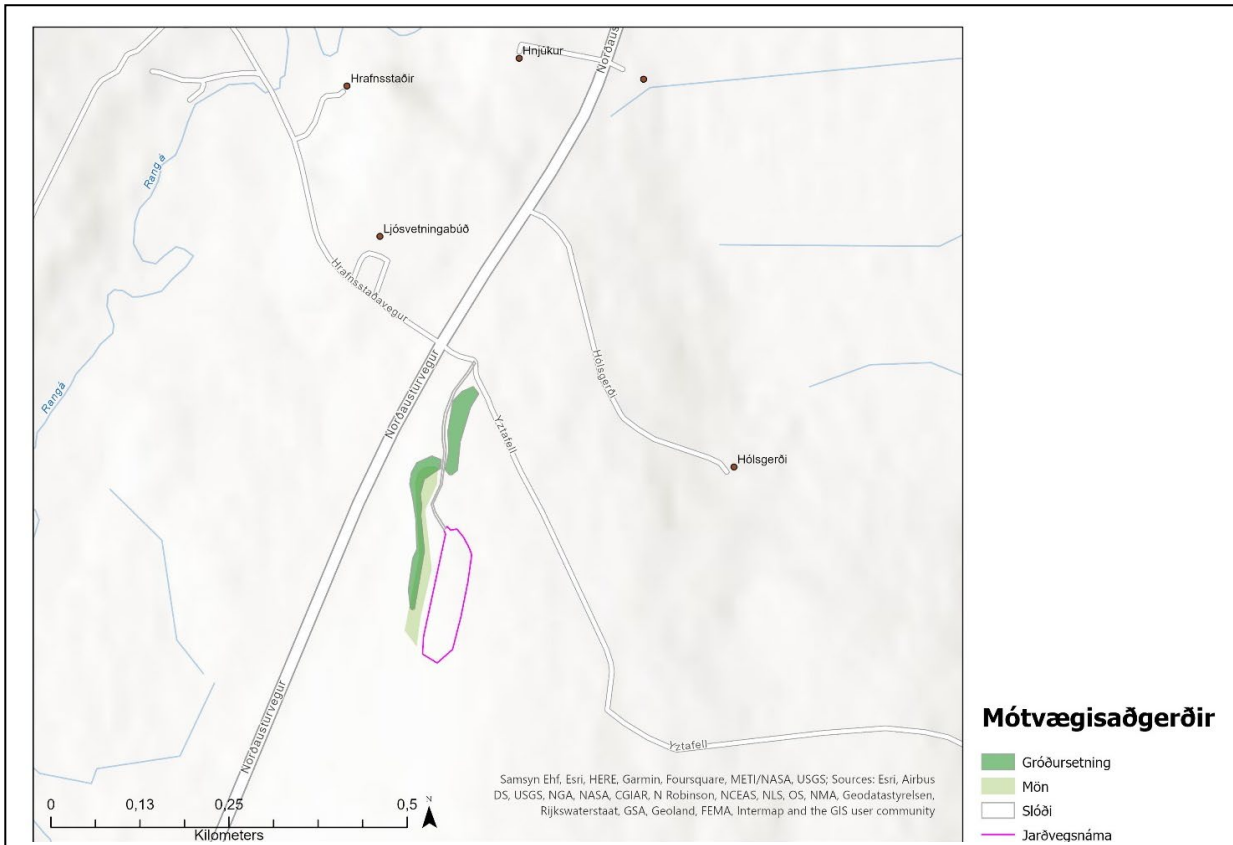 Hnjúkur
Norðaus
Hrafnsstaðir
Rangá
Ljósvetningabúð
Hrafnsstaðavegur
Hólsgerði
Norðausturvegur
Rangá
Yztafell
Hólsgerði
Norðausturvegur
Yztafell
Mótvægisaðgerðir
Gróðursetning
Mön
Slóði
Jarðvegsnáma
Samsyn Ehf, Esri, HERE, Garmin, Foursquare, METI/NASA, USGS; Sources: Esri, Airbus
DS, USGS, NGA, NASA, CGIAR, N Robinson, NCEAS, NLS, OS, NMA, Geodatastyrelsen,
Rijkswaterstaat, GSA, Geoland, FEMA, Intermap and the GIS user community
0 0,13 0,25 0,5
N
Kilometers